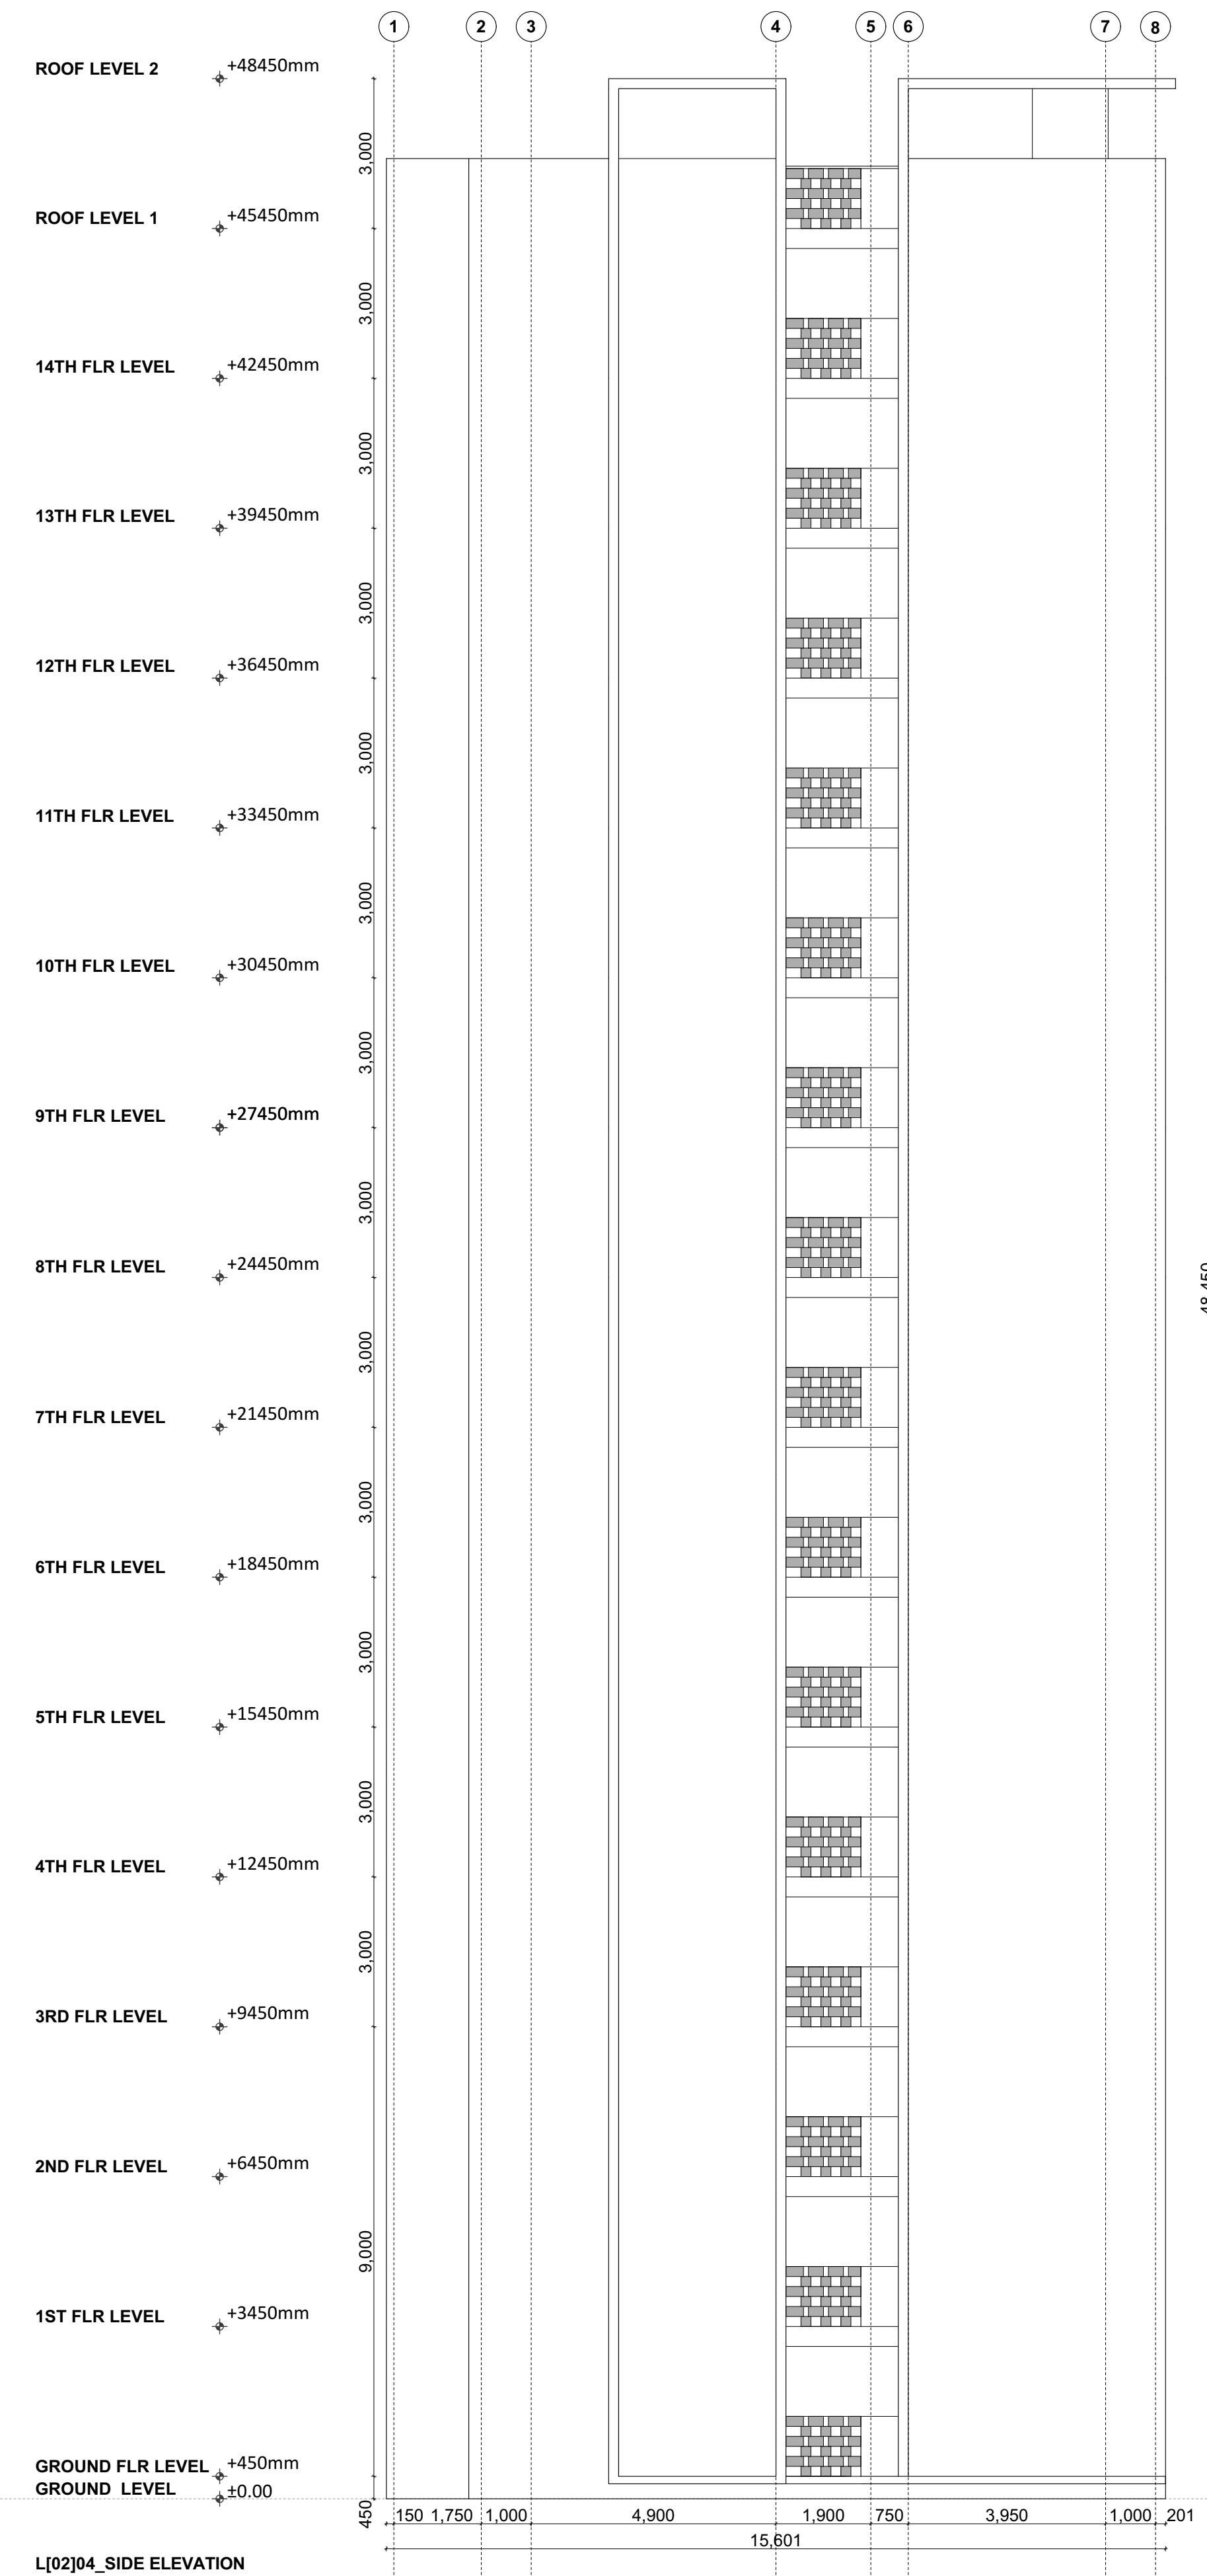 1 2 3 4 5 6 7 8
ROOF LEVEL 2 +48450mm
3,000
ROOF LEVEL 1 +45450mm
3,000
14TH FLR LEVEL +42450mm
3,000
13TH FLR LEVEL +39450mm
3,000
12TH FLR LEVEL +36450mm
3,000
11TH FLR LEVEL +33450mm
3,000
10TH FLR LEVEL +30450mm
3,000
9TH FLR LEVEL +27450mm
3,000
8TH FLR LEVEL +24450mm
48,450
3,000
7TH FLR LEVEL +21450mm
3,000
6TH FLR LEVEL +18450mm
3,000
5TH FLR LEVEL +15450mm
3,000
4TH FLR LEVEL +12450mm
3,000
3RD FLR LEVEL +9450mm
2ND FLR LEVEL +6450mm
9,000
1ST FLR LEVEL +3450mm
GROUND FLR LEVEL +450mm
GROUND LEVEL ±0.00
450
150 1,750 1,000 4,900 1,900 750 3,950 1,000 201
15,601
L[02]04_SIDE ELEVATION